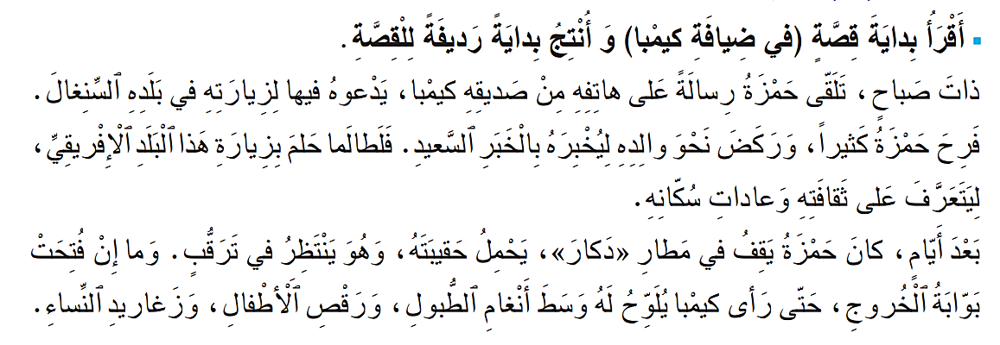 ▪ أَقْرَأُ بِدايَةَ قِصَّةٍ (في ضِيافَةِ كيمْبا) وَ أُنْتِجُ بِدايَةً رَديفَةً لِلْقِصَّةِ.
ذاتَ صَباحٍ، تَلَقّى حَمْزَةُ رِسالَةً عَلى هاتِفِهِ مِنْ صَديقِهِ كيمْبا، يَدْعوهُ فيها لِزِيارَتِهِ في بَلَدِهِ ٱلسِّنِغالَ.
فَرِحَ حَمْزَةُ كَثيراً، وَرَكَضَ نَحْوَ والِدِهِ لِيُخْبِرَهُ بِالْخَبَرِ ٱلسَّعيدِ. فَلَطالَما حَلمَ بِزِيارَةِ هَذا ٱلْبَلَدِ ٱلْإِفْريقِيِّ،
لِيَتَعَرَّفَ عَلى ثَقافَتِهِ وَعاداتِ سُكّانِهِ.
بَعْدَ أَيّامٍ، كانَ حَمْزَةُ يَقِفُ في مَطارِ «دَكارَ»، يَحْمِلُ حَقيبَتَهُ، وَهُوَ يَنْتَظِرُ في تَرَقُّبٍ. وَما إِنْ فُتِحَتْ
بَوّابَةُ ٱلْخُروجِ، حَتّى رَأى كيمْبا يُلَوِّحُ لَهُ وَسَطَ أَنْغامِ ٱلطُّبولِ، وَرَقْصِ ٱلْأطْفالِ، وَزَغاريدِ ٱلنِّساءِ.